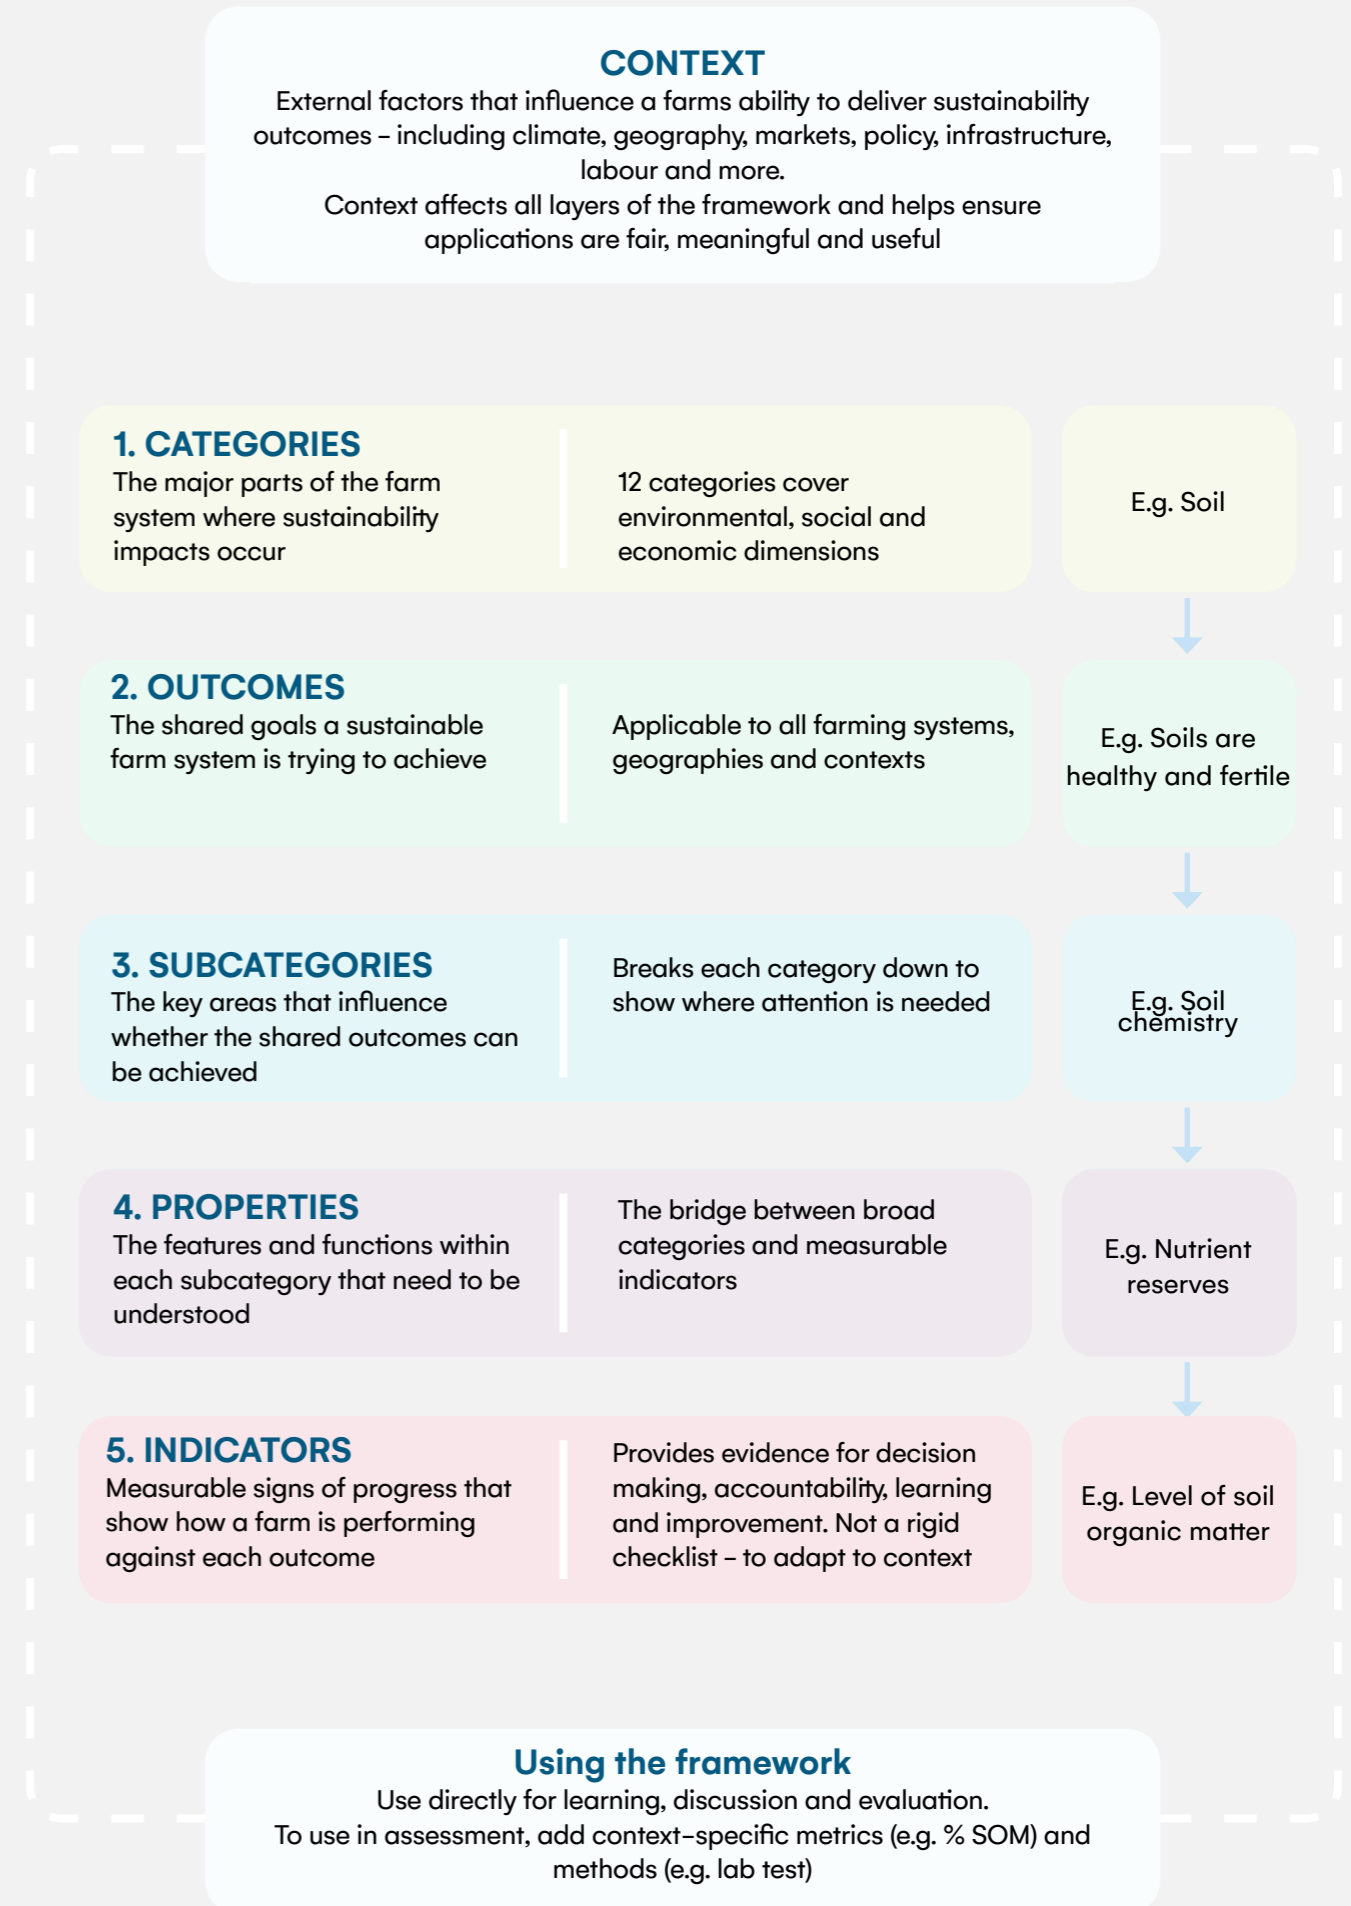 CONTEXT
External factors that influence a farms ability to deliver sustainability
outcomes – including climate, geography, markets, policy, infrastructure,
labour and more.
Context affects all layers of the framework and helps ensure
applications are fair, meaningful and useful
1. CATEGORIES
The major parts of the farm
system where sustainability
impacts occur
12 categories cover
environmental, social and
economic dimensions
E.g. Soil
2. OUTCOMES
The shared goals a sustainable
farm system is trying to achieve
Applicable to all farming systems,
geographies and contexts
E.g. Soils are
healthy and fertile
3. SUBCATEGORIES
The key areas that influence
whether the shared outcomes can
be achieved
Breaks each category down to
show where attention is needed
E.g. Soil
chemistry
4. PROPERTIES
The features and functions within
each subcategory that need to be
understood
The bridge between broad
categories and measurable
indicators
E.g. Nutrient
reserves
5. INDICATORS
Measurable signs of progress that
show how a farm is performing
against each outcome
Provides evidence for decision
making, accountability, learning
and improvement. Not a rigid
checklist – to adapt to context
E.g. Level of soil
organic matter
Using the framework
Use directly for learning, discussion and evaluation.
To use in assessment, add context-specific metrics (e.g. % SOM) and
methods (e.g. lab test)